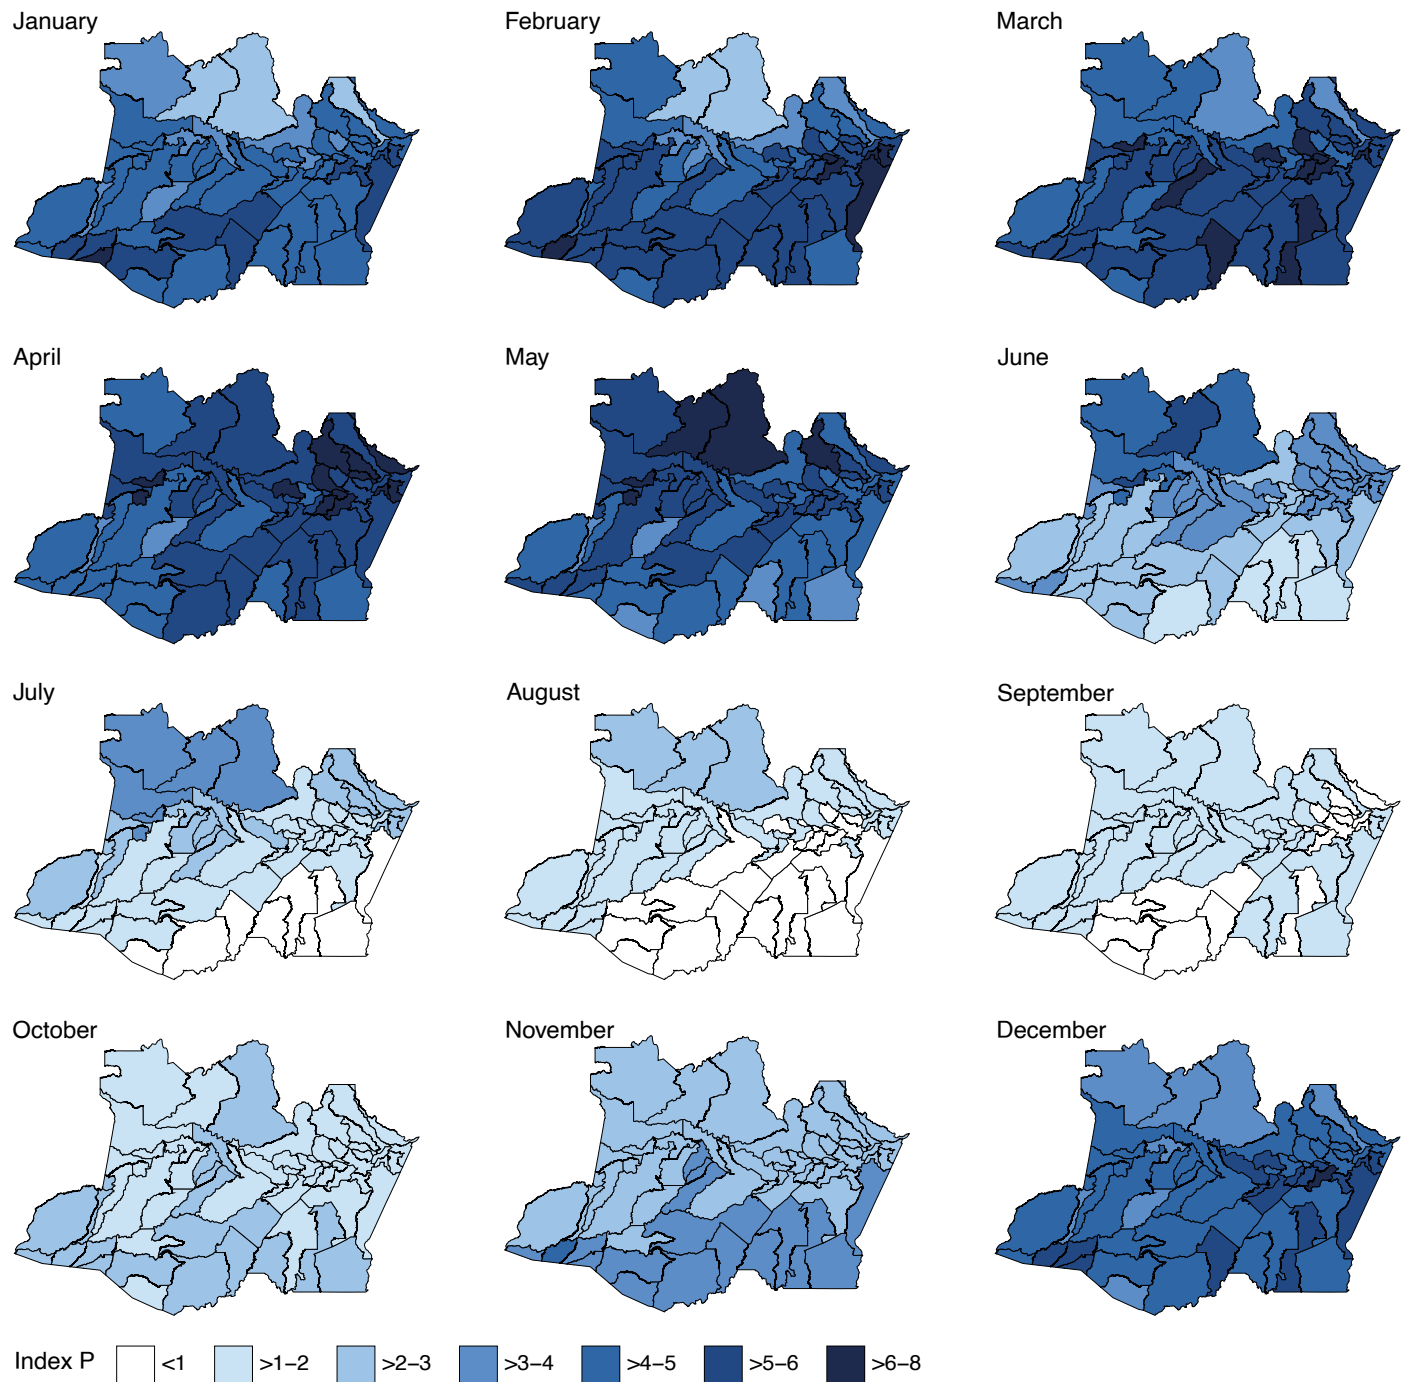 January February March
April May June
July August September
October November December
Index P <1 >1–2 >2–3 >3–4 >4–5 >5–6 >6–8